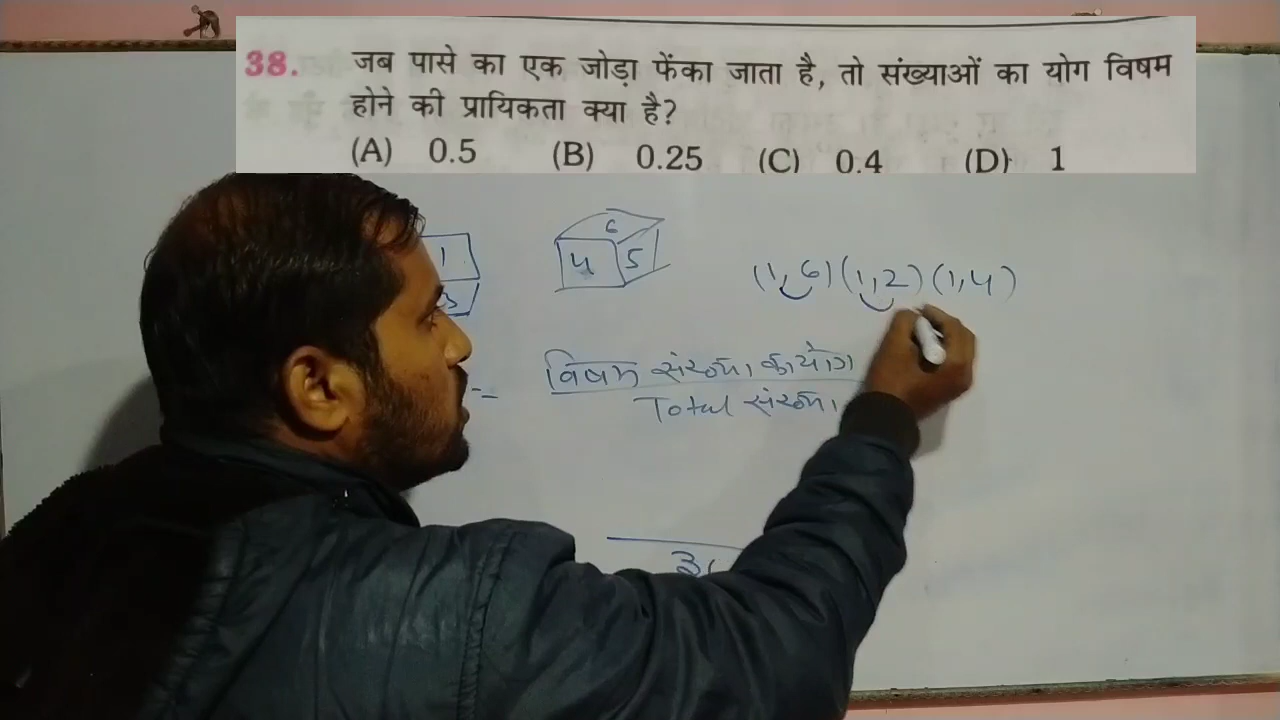 38. जब पासे का एक जोड़ा फेंका जाता है, तो संख्याओं का योग विषम
होने की प्रायिकता क्या है?
(A) 0.5 (B) 0.25 (C) 0.4 (D) 1
1
6
4 5
(1, 6) (1, 2) (1, 4)
= विषम संख्या का योग
Total संख्या